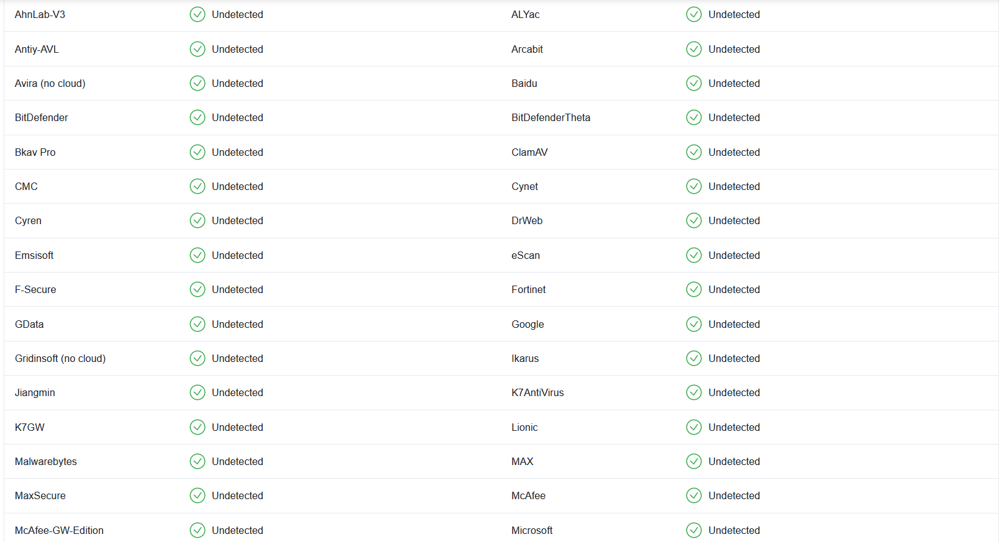 AhnLab-V3 Undetected ALYac Undetected
Antiy-AVL Undetected Arcabit Undetected
Avira (no cloud) Undetected Baidu Undetected
BitDefender Undetected BitDefenderTheta Undetected
Bkav Pro Undetected ClamAV Undetected
CMC Undetected Cynet Undetected
Cyren Undetected DrWeb Undetected
Emsisoft Undetected eScan Undetected
F-Secure Undetected Fortinet Undetected
GData Undetected Google Undetected
Gridinsoft (no cloud) Undetected Ikarus Undetected
Jiangmin Undetected K7AntiVirus Undetected
K7GW Undetected Lionic Undetected
Malwarebytes Undetected MAX Undetected
MaxSecure Undetected McAfee Undetected
McAfee-GW-Edition Undetected Microsoft Undetected